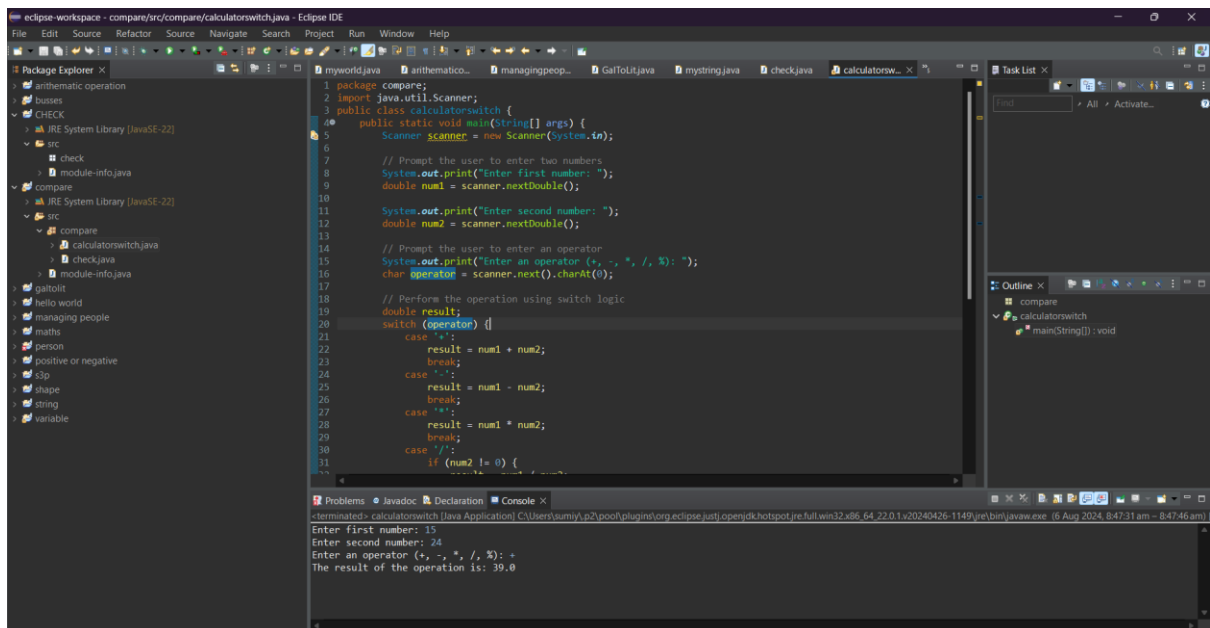 eclipse-workspace - compare/src/compare/calculatorswitch.java - Eclipse IDE
File Edit Source Refactor Source Navigate Search Project Run Window Help
Package Explorer
arithematic operation
busses
CHECK
JRE System Library [JavaSE-22]
src
check
module-info.java
compare
JRE System Library [JavaSE-22]
src
compare
calculatorswitch.java
check.java
module-info.java
galtolit
hello world
managing people
maths
person
positive or negative
s3p
shape
string
variable
myworld.java arithematico... managingpeop... GalToLit.java mystring.java check.java calculatorsw...
1 package compare;
2 import java.util.Scanner;
3 public class calculatorswitch {
4 public static void main(String[] args) {
5 Scanner scanner = new Scanner(System.in);
6
7 // Prompt the user to enter two numbers
8 System.out.print("Enter first number: ");
9 double num1 = scanner.nextDouble();
10
11 System.out.print("Enter second number: ");
12 double num2 = scanner.nextDouble();
13
14 // Prompt the user to enter an operator
15 System.out.print("Enter an operator (+, -, *, /, %): ");
16 char operator = scanner.next().charAt(0);
17
18 // Perform the operation using switch logic
19 double result;
20 switch (operator) {
21 case '+':
22 result = num1 + num2;
23 break;
24 case '-':
25 result = num1 - num2;
26 break;
27 case '*':
28 result = num1 * num2;
29 break;
30 case '/':
31 if (num2 != 0) {
Task List
Find All Activate...
Outline
compare
calculatorswitch
main(String[]) : void
Problems Javadoc Declaration Console
<terminated> calculatorswitch [Java Application] C:\Users\sumiy\.p2\pool\plugins\org.eclipse.justj.openjdk.hotspot.jre.full.win32.x86_64_22.0.1.v20240426-1149\jre\bin\javaw.exe (6 Aug 2024, 8:47:31 am – 8:47:46 am)
Enter first number: 15
Enter second number: 24
Enter an operator (+, -, *, /, %): +
The result of the operation is: 39.0